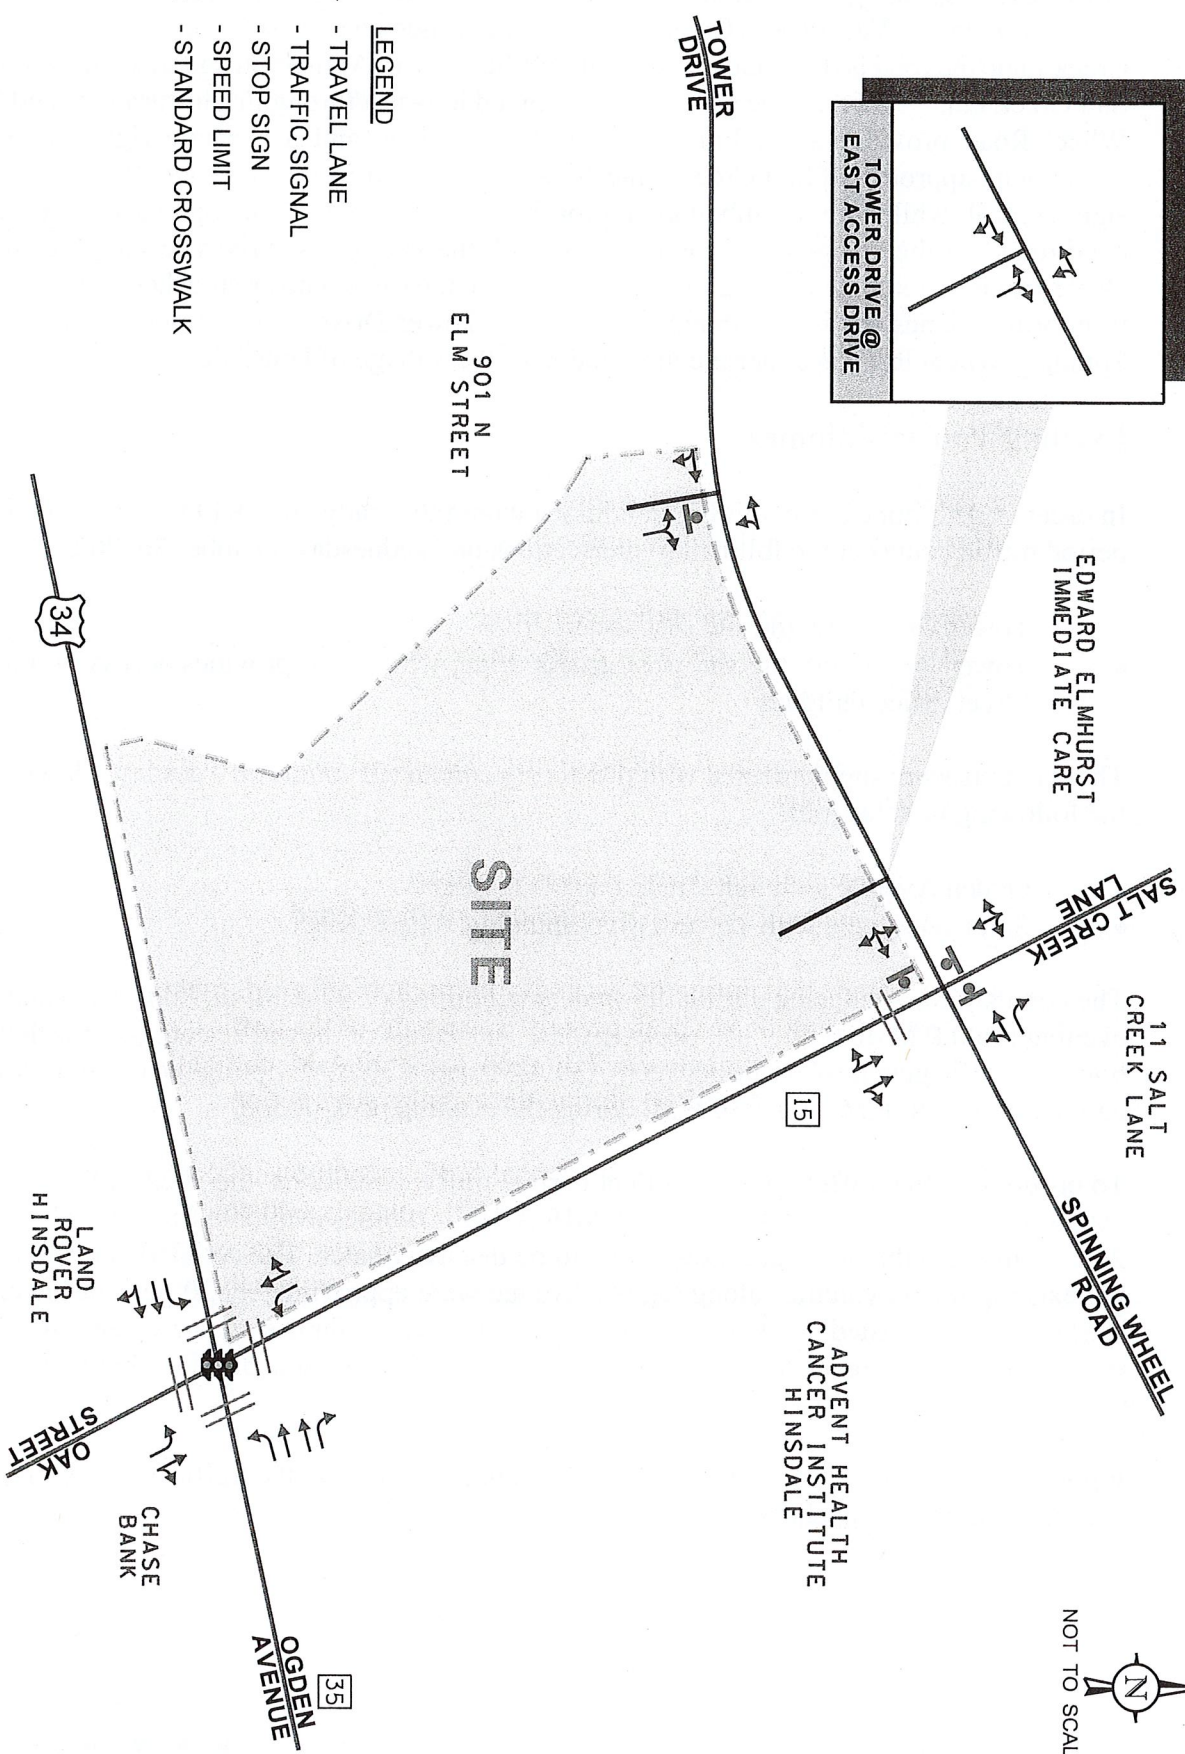 TOWER DRIVE @
EAST ACCESS DRIVE
TOWER
DRIVE
EDWARD ELMHURST
IMMEDIATE CARE
SALT CREEK
LANE
11 SALT
CREEK LANE
SPINNING WHEEL
ROAD
N
NOT TO SCAL
901 N
ELM STREET
SITE
15
ADVENT HEALTH
CANCER INSTITUTE
HINSDALE
34
LAND
ROVER
HINSDALE
OAK
STREET
CHASE
BANK
OGDEN
AVENUE
35
LEGEND
- TRAVEL LANE
- TRAFFIC SIGNAL
- STOP SIGN
- SPEED LIMIT
- STANDARD CROSSWALK